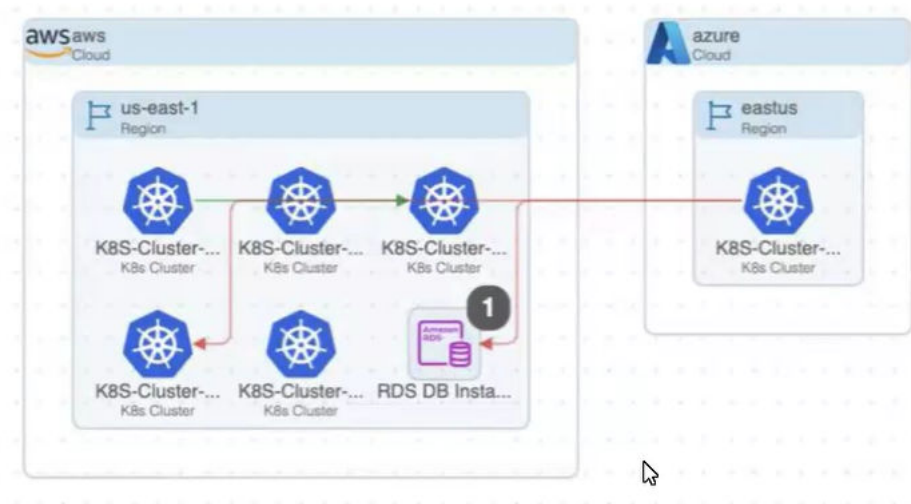 aws aws
Cloud
azure
Cloud
us-east-1
Region
eastus
Region
K8S-Cluster-...
K8s Cluster
K8S-Cluster-...
K8s Cluster
K8S-Cluster-...
K8s Cluster
K8S-Cluster-...
K8s Cluster
1
Amazon
RDS
K8S-Cluster-...
K8s Cluster
K8S-Cluster-...
K8s Cluster
RDS DB Insta...